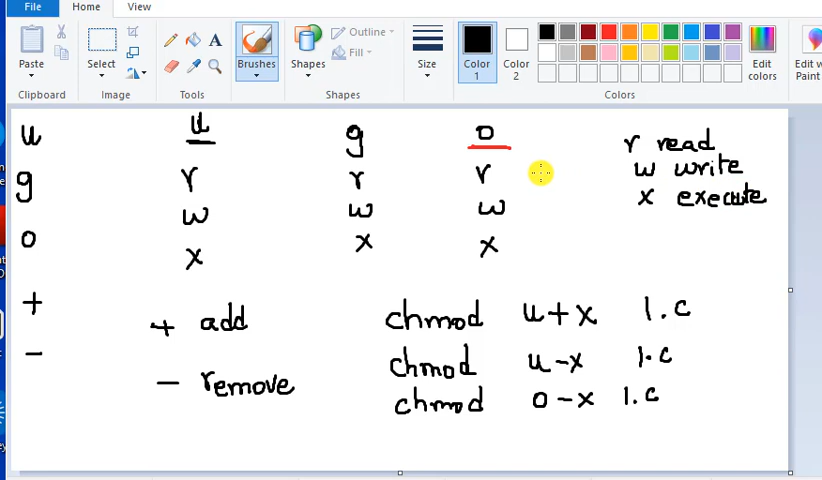 File Home View
Paste Select Brushes Shapes Outline Fill Size Color 1 Color 2 Edit colors Edit w Paint
Clipboard Image Tools Shapes Colors
u u g o r read
g r r r w write
w w w x execute
o x x x
+ + add chmod u+x 1.c
- - remove chmod u-x 1.c
chmod o-x 1.c